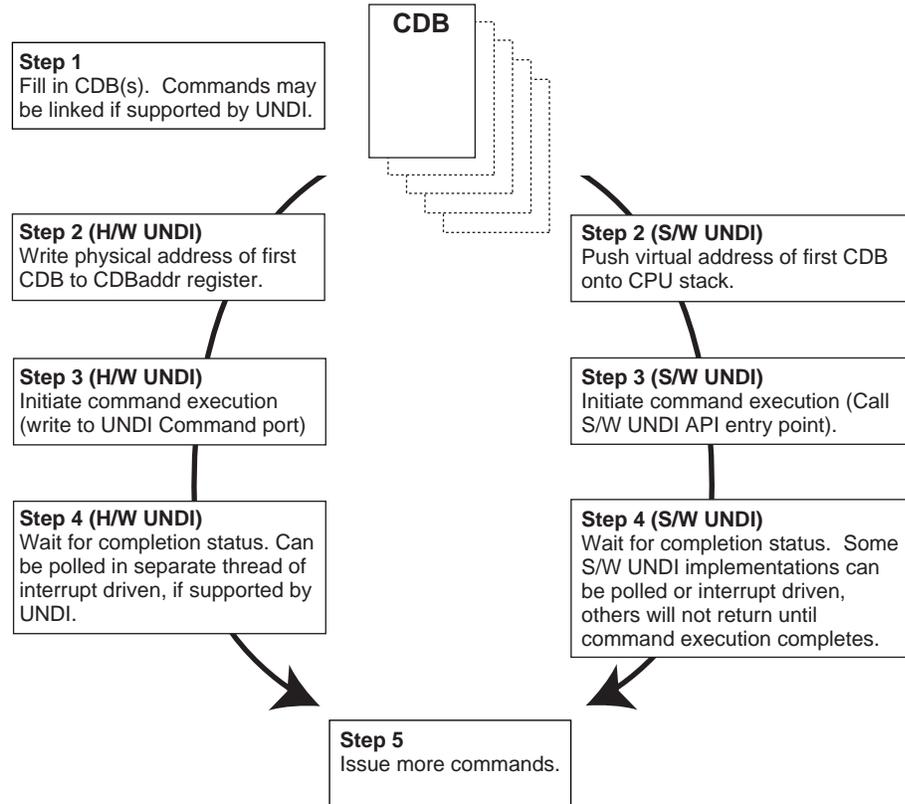 CDB
Step 1
Fill in CDB(s).  Commands may
be linked if supported by UNDI.
Step 2 (H/W UNDI)
Write physical address of first
CDB to CDBaddr register.
Step 2 (S/W UNDI)
Push virtual address of first CDB
onto CPU stack.
Step 3 (H/W UNDI)
Initiate command execution
(write to UNDI Command port)
Step 3 (S/W UNDI)
Initiate command execution (Call
S/W UNDI API entry point).
Step 4 (H/W UNDI)
Wait for completion status. Can
be polled in separate thread of
interrupt driven, if supported by
UNDI.
Step 4 (S/W UNDI)
Wait for completion status.  Some
S/W UNDI implementations can
be polled or interrupt driven,
others will not return until
command execution completes.
Step 5
Issue more commands.